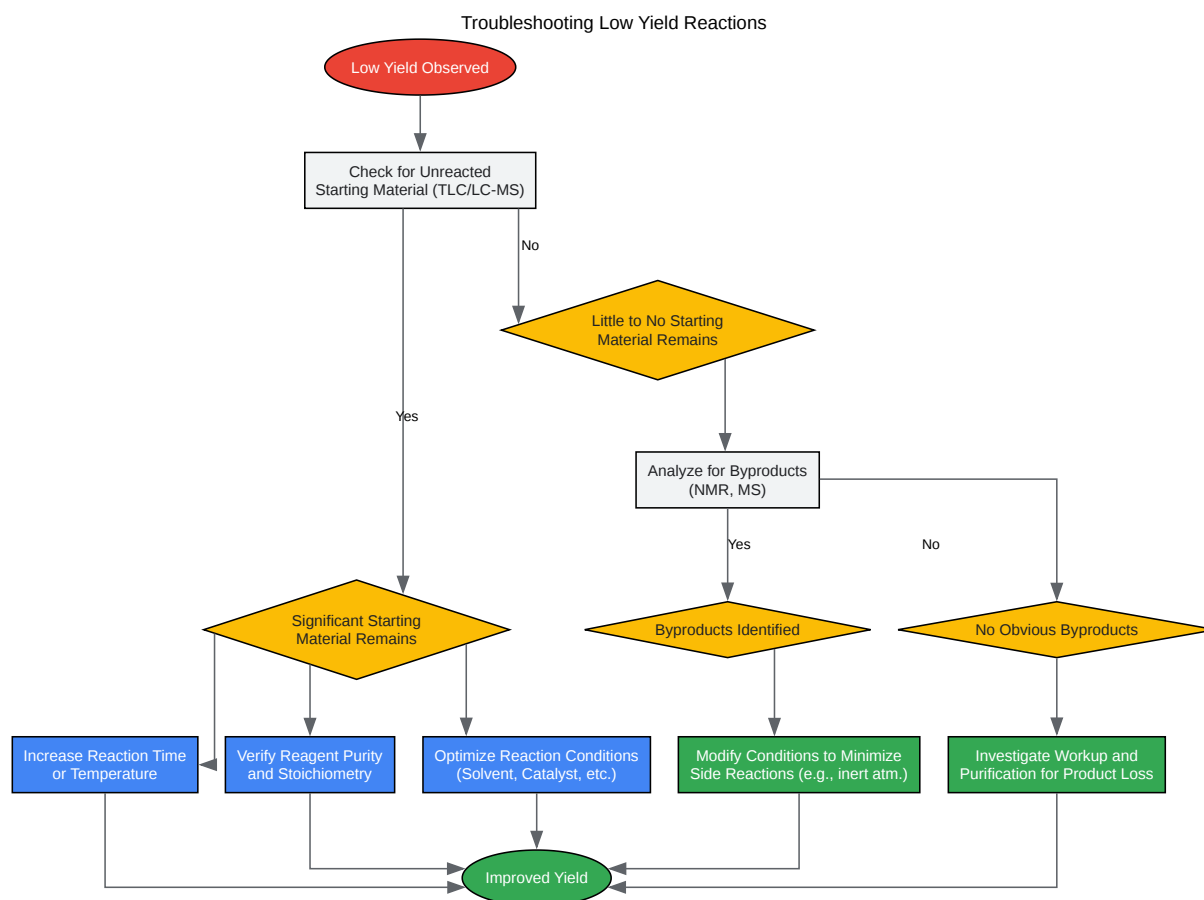 Troubleshooting Low Yield Reactions
Low Yield Observed
Check for Unreacted
Starting Material (TLC/LC-MS)
No
Little to No Starting
Material Remains
Yes
Analyze for Byproducts
(NMR, MS)
Yes
No
Significant Starting
Material Remains
Byproducts Identified
No Obvious Byproducts
Increase Reaction Time
or Temperature
Verify Reagent Purity
and Stoichiometry
Optimize Reaction Conditions
(Solvent, Catalyst, etc.)
Modify Conditions to Minimize
Side Reactions (e.g., inert atm.)
Investigate Workup and
Purification for Product Loss
Improved Yield